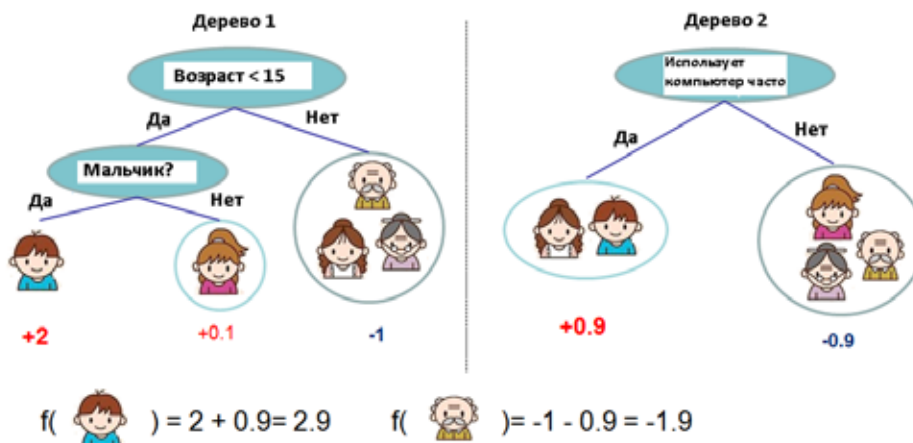 Дерево 1
Возраст < 15
Да
Нет
Мальчик?
Да
Нет
+2
+0.1
-1
Дерево 2
Использует
компьютер часто
Да
Нет
+0.9
-0.9
f( ) = 2 + 0.9= 2.9
f( )= -1 - 0.9 = -1.9